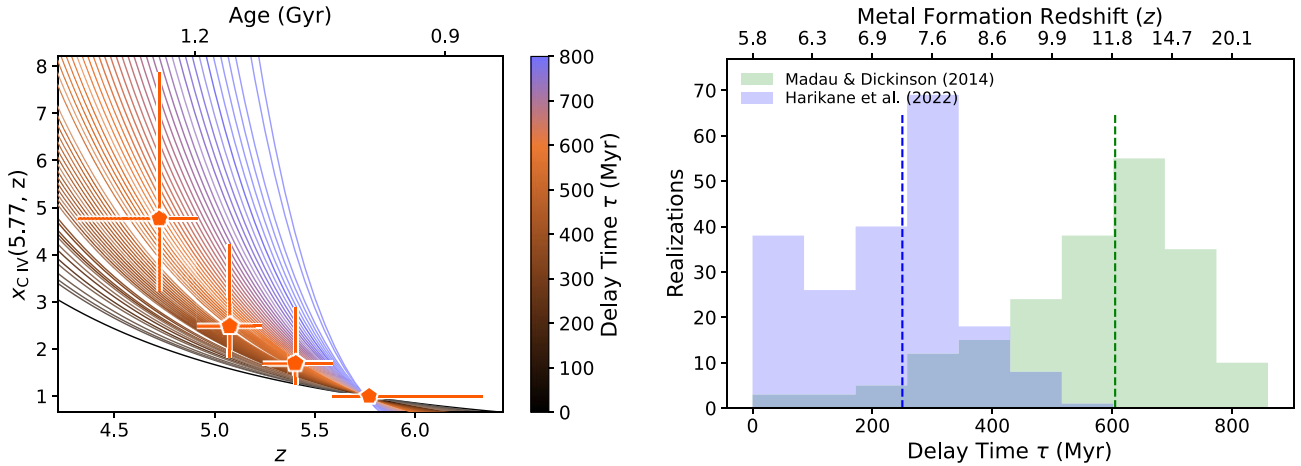 Age (Gyr)
1.2 0.9
8
7
6
5
4
3
2
1
x_C IV(5.77, z)
4.5 5.0 5.5 6.0
z
800
700
600
500
400
300
200
100
0
Delay Time τ (Myr)
Metal Formation Redshift (z)
5.8 6.3 6.9 7.6 8.6 9.9 11.8 14.7 20.1
Madau & Dickinson (2014)
Harikane et al. (2022)
70
60
50
40
30
20
10
0
Realizations
0 200 400 600 800
Delay Time τ (Myr)